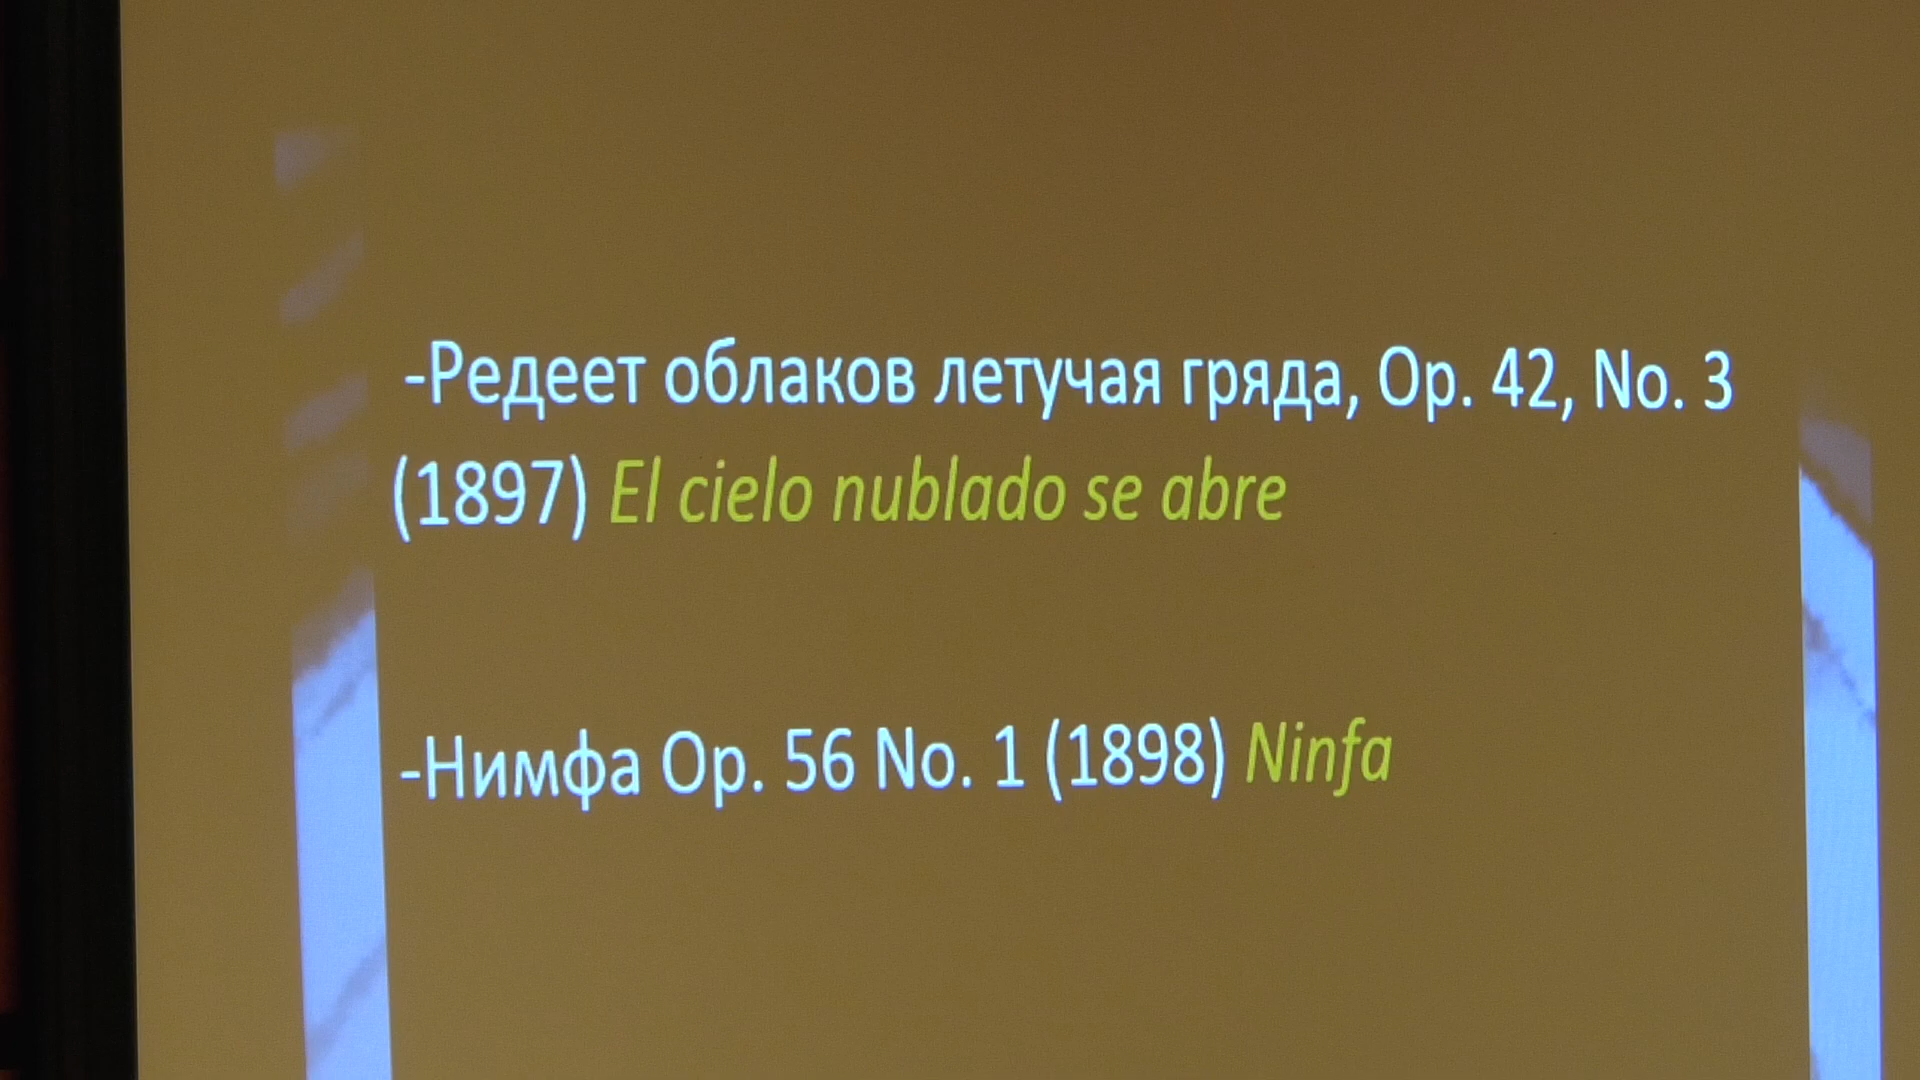 -Редеет облаков летучая гряда, Op. 42, No. 3
(1897) El cielo nublado se abre
-Нимфа Op. 56 No. 1 (1898) Ninfa